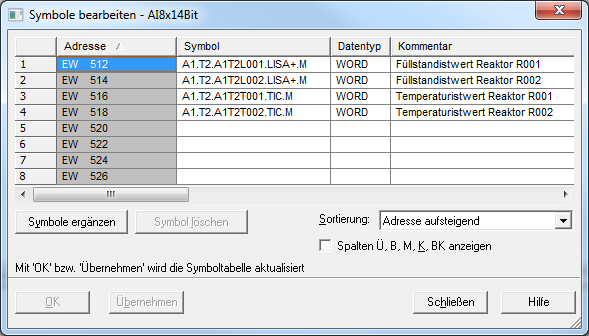 Symbole bearbeiten - AI8x14Bit
Adresse Symbol Datentyp Kommentar
1 EW 512 A1.T2.A1T2L001.LISA+.M WORD Füllstandistwert Reaktor R001
2 EW 514 A1.T2.A1T2L002.LISA+.M WORD Füllstandistwert Reaktor R002
3 EW 516 A1.T2.A1T2T001.TIC.M WORD Temperaturistwert Reaktor R001
4 EW 518 A1.T2.A1T2T002.TIC.M WORD Temperaturistwert Reaktor R002
5 EW 520
6 EW 522
7 EW 524
8 EW 526
Symbole ergänzen Symbol löschen Sortierung: Adresse aufsteigend
Spalten Ü, B, M, K, BK anzeigen
Mit 'OK' bzw. 'Übernehmen' wird die Symboltabelle aktualisiert
OK Übernehmen Schließen Hilfe